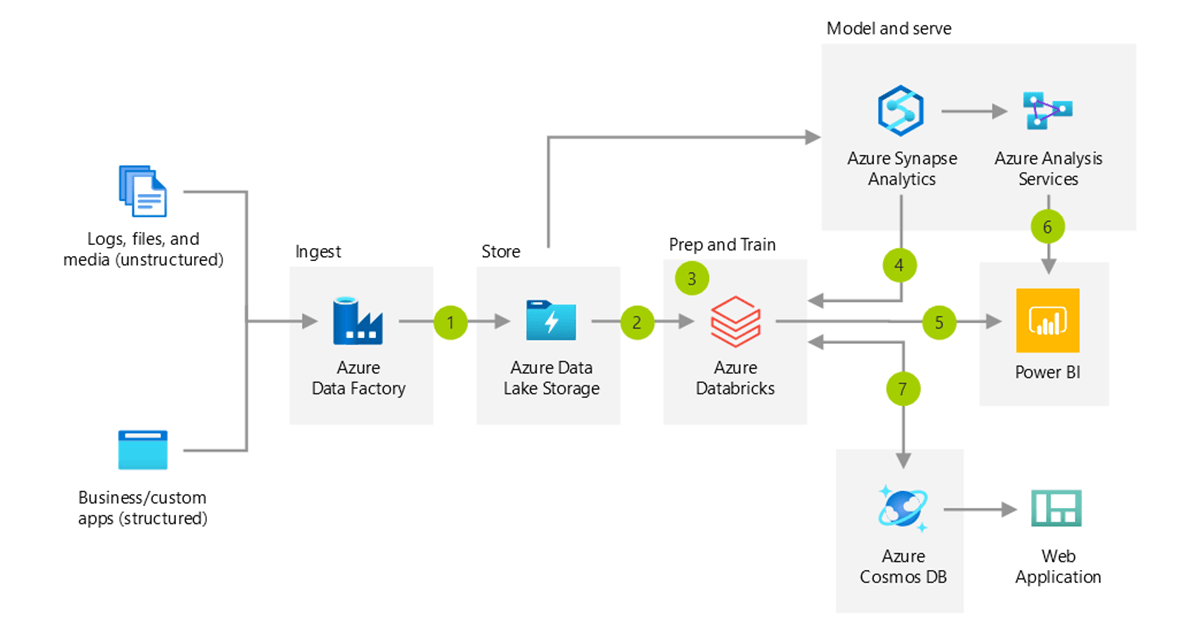 Model and serve
Azure Synapse
Analytics
Azure Analysis
Services
Logs, files, and
media (unstructured)
Ingest
Store
Prep and Train
3
4
6
1
2
5
7
Azure
Data Factory
Azure Data
Lake Storage
Azure
Databricks
Power BI
Business/custom
apps (structured)
Azure
Cosmos DB
Web
Application